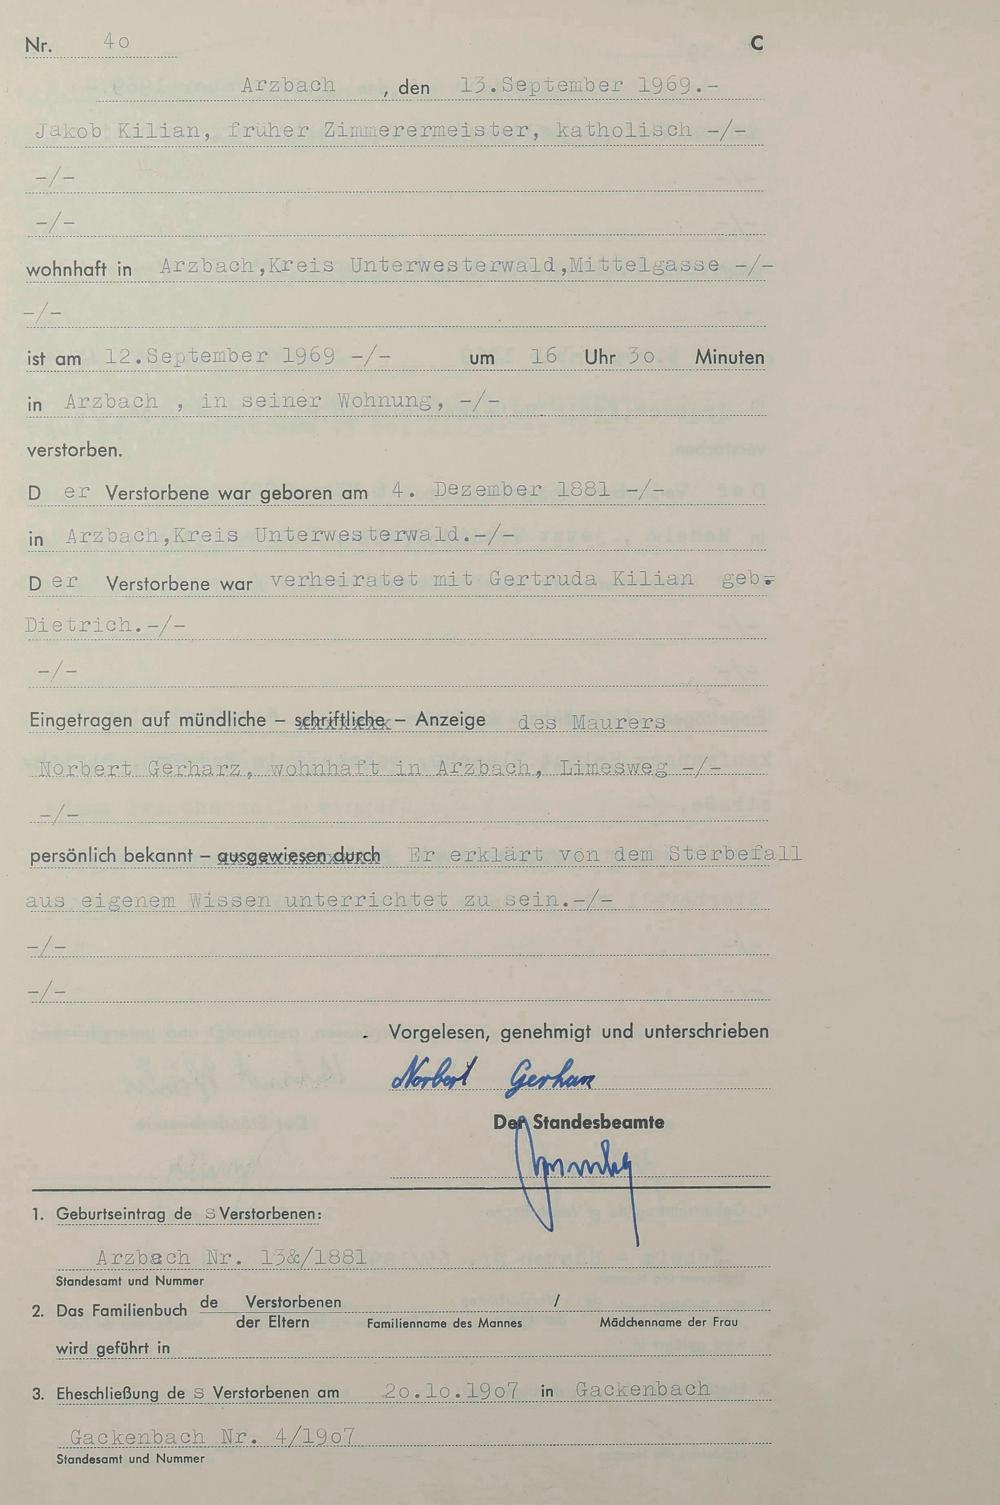 Nr. 40 C
Arzbach , den 13.September 1969.-
Jakob Kilian, früher Zimmerermeister, katholisch -/-
-/-
-/-
wohnhaft in Arzbach,Kreis Unterwesterwald,Mittelgasse -/-
-/-
ist am 12.September 1969 -/- um 16 Uhr 30. Minuten
in Arzbach , in seiner Wohnung, -/-
verstorben.
D er Verstorbene war geboren am 4. Dezember 1881 -/-
in Arzbach,Kreis Unterwesterwald.-/-
D er Verstorbene war verheiratet mit Gertruda Kilian geb.
Dietrich.-/-
-/-
Eingetragen auf mündliche – schriftliche – Anzeige des Maurers
Norbert Gerharz, wohnhaft in Arzbach, Limesweg -/-
-/-
persönlich bekannt – ausgewiesen durch Er erklärt von dem Sterbefall
aus eigenem Wissen unterrichtet zu sein.-/-
-/-
-/-
Vorgelesen, genehmigt und unterschrieben
Norbert Gerharz
Der Standesbeamte
1. Geburtseintrag de s Verstorbenen:
Arzbach Nr. 13&/1881
Standesamt und Nummer
2. Das Familienbuch de Verstorbenen /
der Eltern Familienname des Mannes Mädchenname der Frau
wird geführt in
3. Eheschließung de s Verstorbenen am 20.10.1907 in Gackenbach
Gackenbach Nr. 4/1907
Standesamt und Nummer